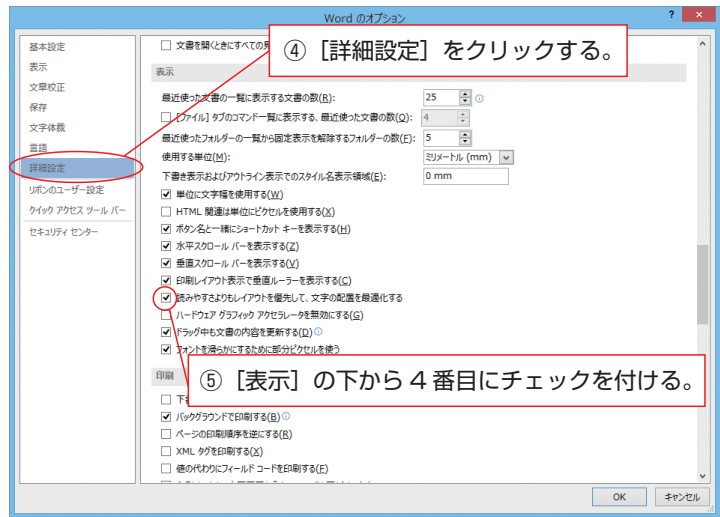 Word のオプション
? ×
基本設定
表示
文章校正
保存
文字体裁
言語
詳細設定
リボンのユーザー設定
クイック アクセス ツール バー
セキュリティ センター
文書を開くときにすべての
④［詳細設定］をクリックする。
表示
最近使った文書の一覧に表示する文書の数(R): 25
[ファイル] タブのコマンド一覧に表示する、最近使った文書の数(Q): 4
最近使ったフォルダーの一覧から固定表示を解除するフォルダーの数(F): 5
使用する単位(M): ミリメートル (mm)
下書き表示およびアウトライン表示でのスタイル名表示領域(E): 0 mm
単位に文字幅を使用する(W)
HTML 関連は単位にピクセルを使用する(X)
ボタン名と一緒にショートカット キーを表示する(H)
水平スクロール バーを表示する(Z)
垂直スクロール バーを表示する(V)
印刷レイアウト表示で垂直ルーラーを表示する(C)
読みやすさよりもレイアウトを優先して、文字の配置を最適化する
ハードウェア グラフィック アクセラレータを無効にする(G)
ドラッグ中も文書の内容を更新する(D)
フォントを滑らかにするために部分ピクセルを使う
印刷
⑤［表示］の下から 4 番目にチェックを付ける。
バックグラウンドで印刷する(B)
ページの印刷順序を逆にする(R)
XML タグを印刷する(X)
値の代わりにフィールド コードを印刷する(F)
OK
キャンセル